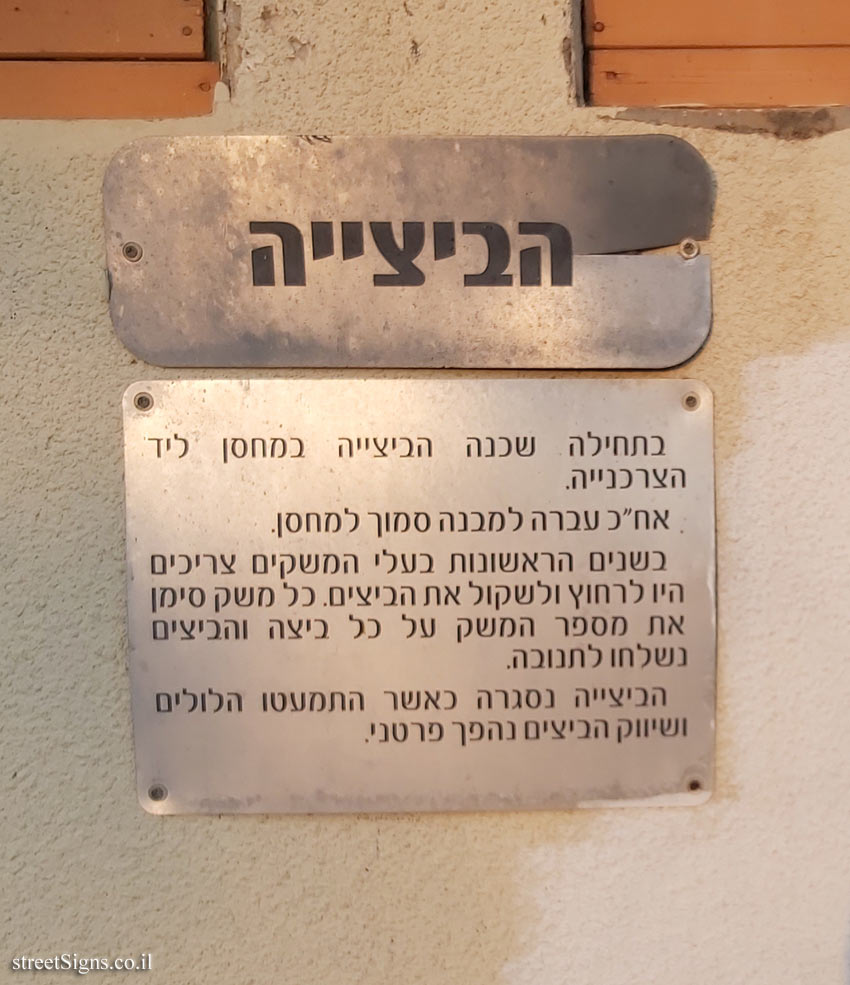 הביצייה
בתחילה שכנה הביצייה במחסן ליד
הצרכנייה.
אח״כ עברה למבנה סמוך למחסן.
בשנים הראשונות בעלי המשקים צריכים
היו לרחוץ ולשקול את הביצים. כל משק סימן
את מספר המשק על כל ביצה והביצים
נשלחו לתנובה.
הביצייה נסגרה כאשר התמעטו הלולים
ושיווק הביצים נהפך פרטני.
streetSigns.co.il